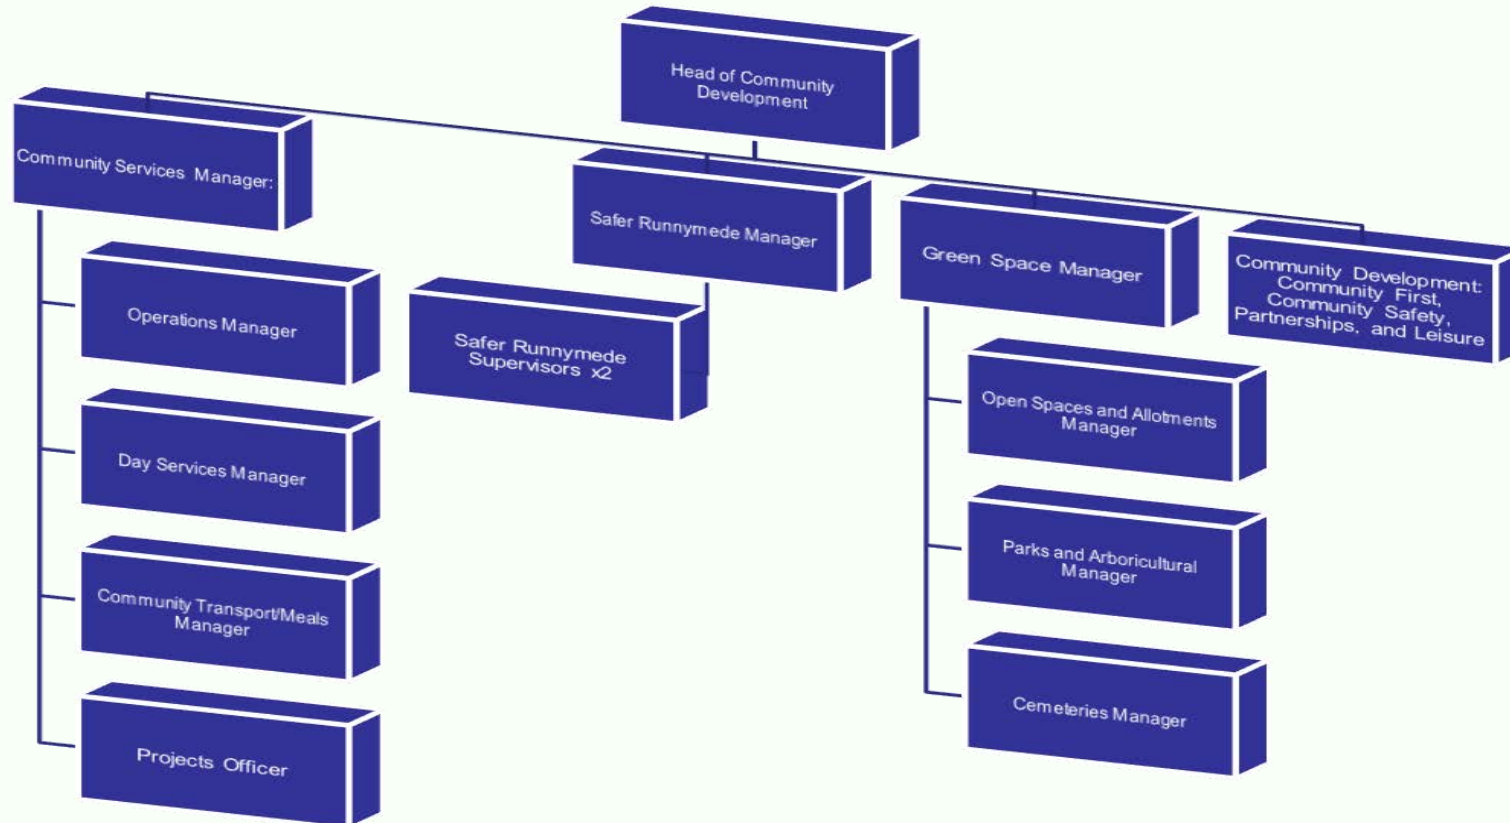 Head of Community
Development
Community Services Manager:
Operations Manager
Day Services Manager
Community Transport/Meals
Manager
Projects Officer
Safer Runnymede Manager
Safer Runnymede
Supervisors x2
Green Space Manager
Open Spaces and Allotments
Manager
Parks and Arboricultural
Manager
Cemeteries Manager
Community Development:
Community First,
Community Safety,
Partnerships, and Leisure